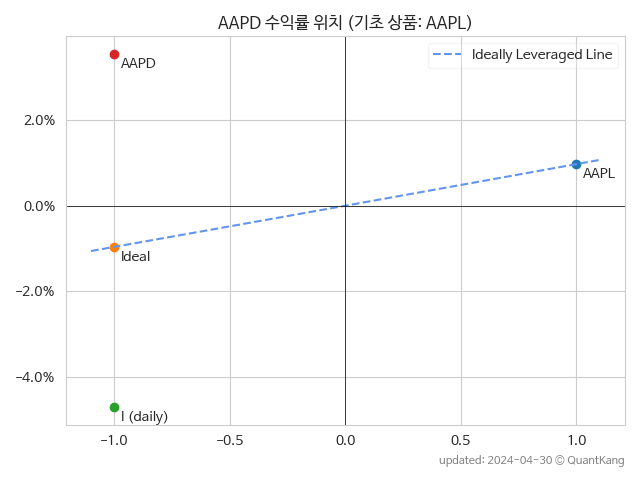 AAPD 수익률 위치 (기초 상품: AAPL)
Ideally Leveraged Line
AAPD
2.0%
AAPL
0.0%
Ideal
−2.0%
−4.0%
I (daily)
−1.0 −0.5 0.0 0.5 1.0
updated: 2024-04-30 © QuantKang